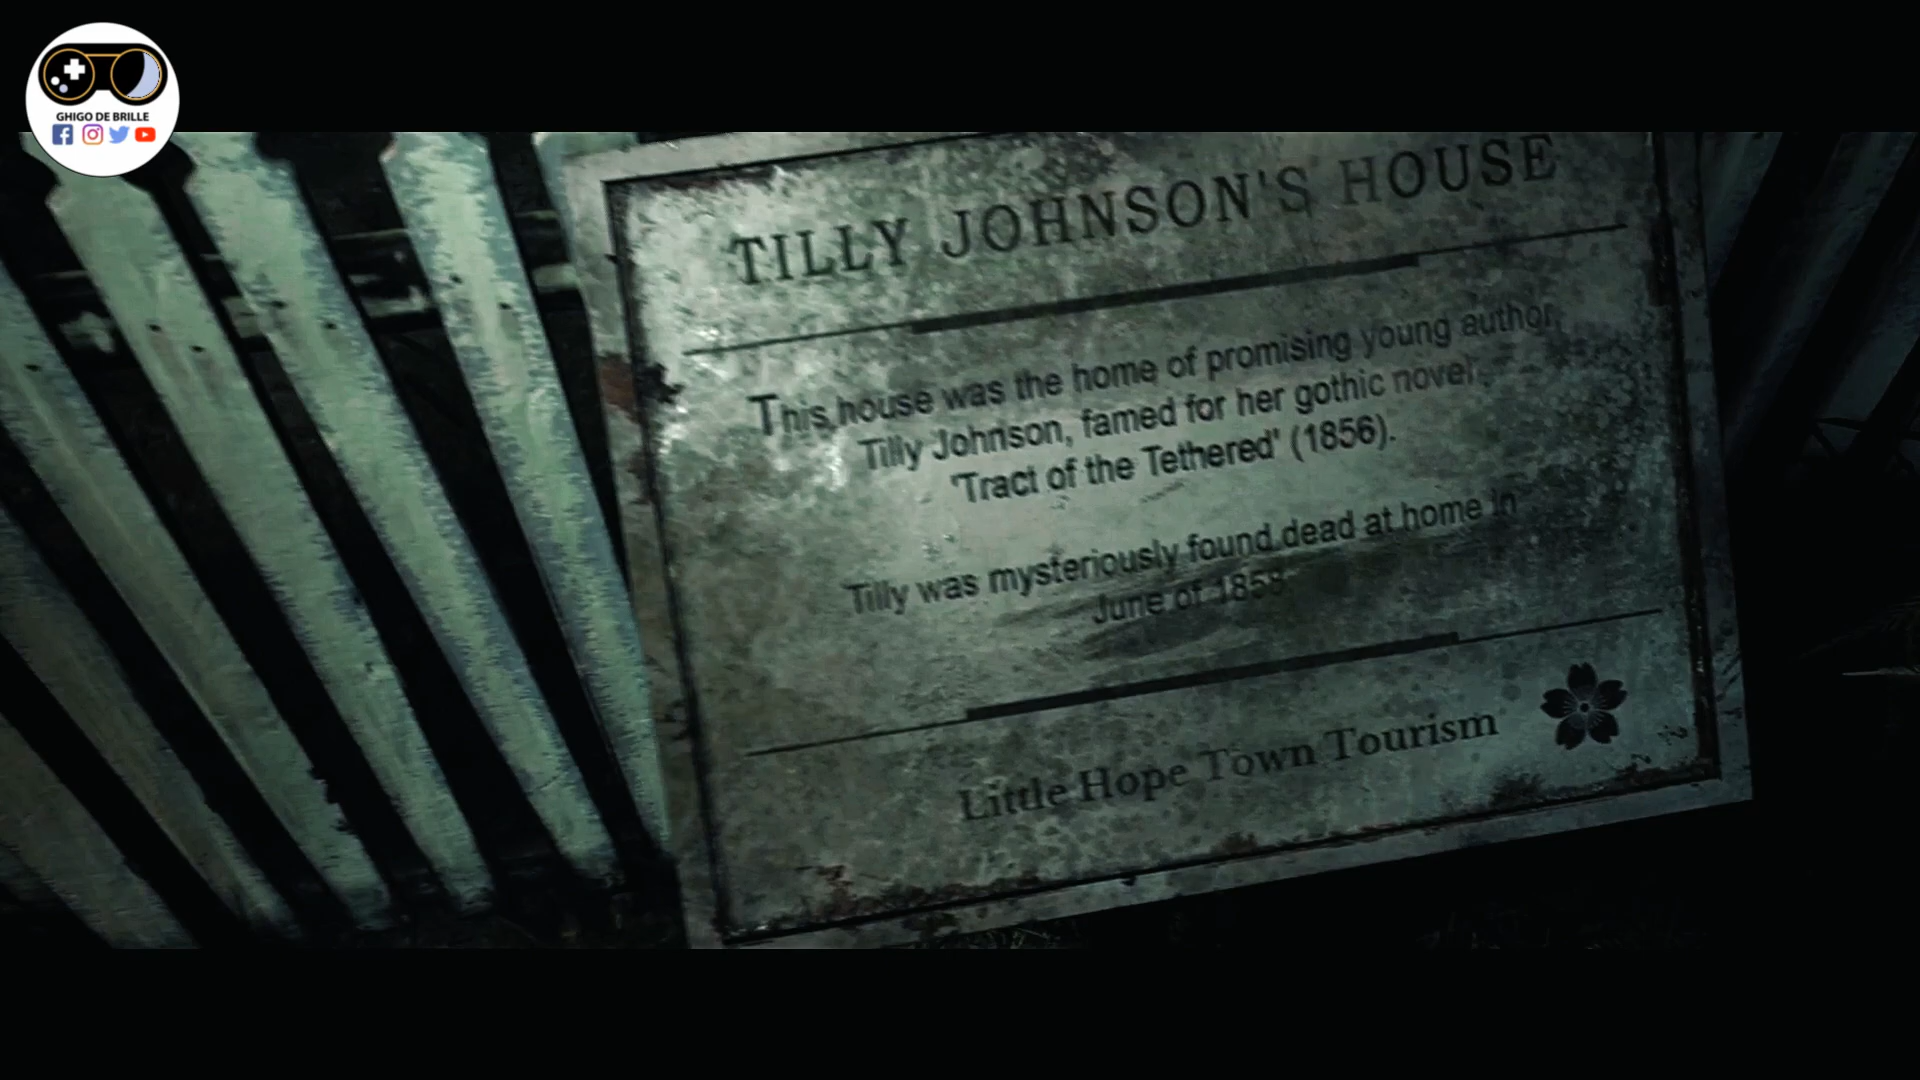 GHIGO DE BRILLE
TILLY JOHNSON'S HOUSE
This house was the home of promising young author,
Tilly Johnson, famed for her gothic novel,
'Tract of the Tethered' (1856).
Tilly was mysteriously found dead at home in
June of 1858
Little Hope Town Tourism